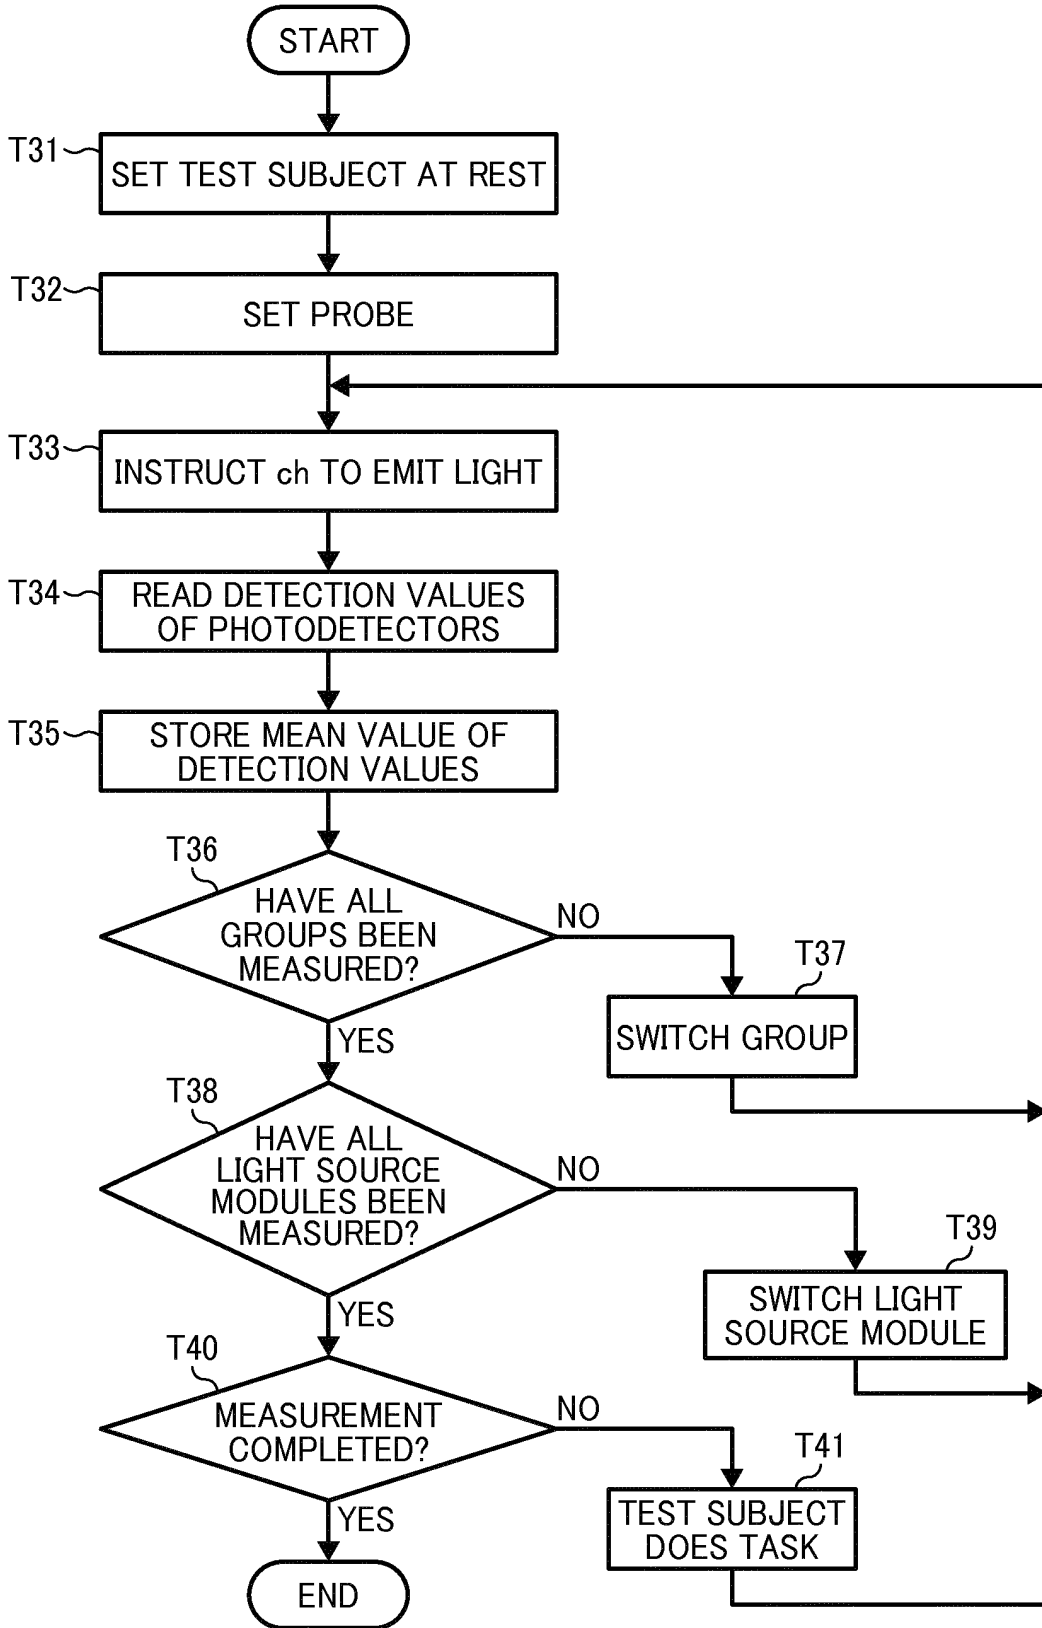 START
T31
SET TEST SUBJECT AT REST
T32
SET PROBE
T33
INSTRUCT ch TO EMIT LIGHT
T34
READ DETECTION VALUES
OF PHOTODETECTORS
T35
STORE MEAN VALUE OF
DETECTION VALUES
T36
HAVE ALL
GROUPS BEEN
MEASURED?
NO
T37
SWITCH GROUP
YES
T38
HAVE ALL
LIGHT SOURCE
MODULES BEEN
MEASURED?
NO
T39
SWITCH LIGHT
SOURCE MODULE
YES
T40
MEASUREMENT
COMPLETED?
NO
T41
TEST SUBJECT
DOES TASK
YES
END